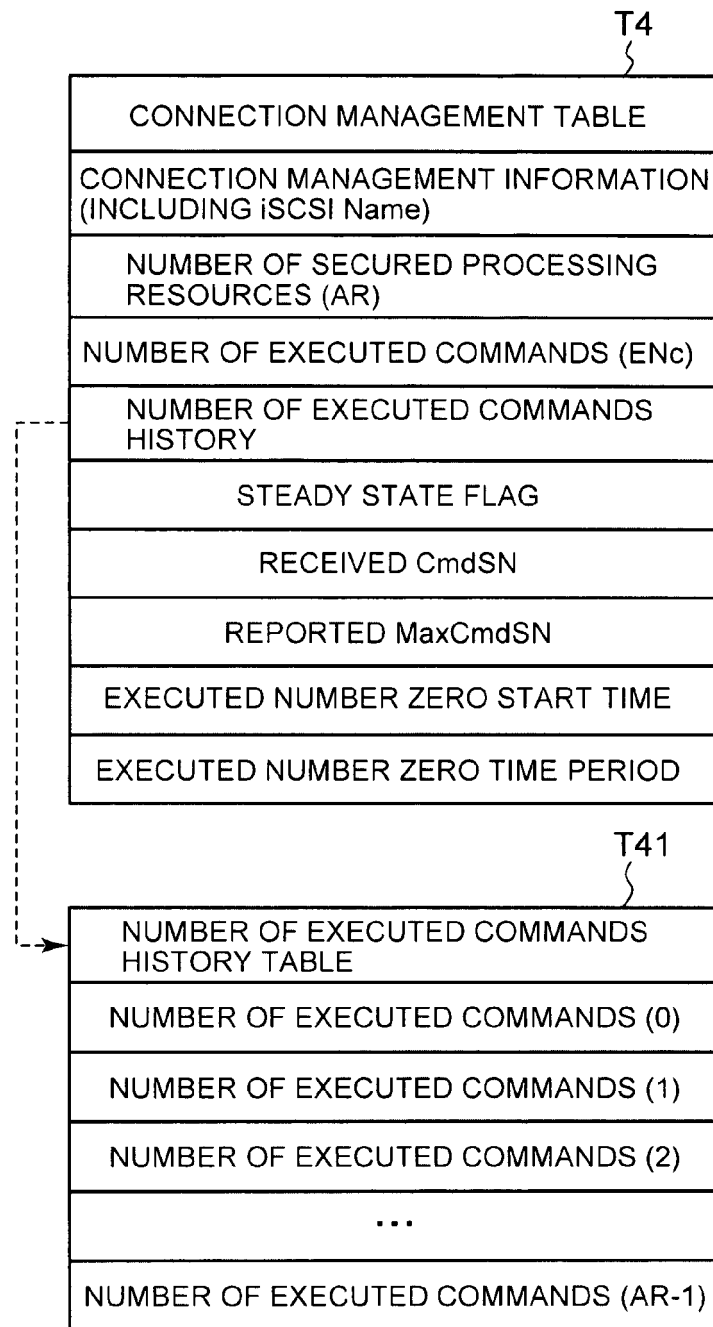 T4
CONNECTION MANAGEMENT TABLE
CONNECTION MANAGEMENT INFORMATION
(INCLUDING iSCSI Name)
NUMBER OF SECURED PROCESSING
RESOURCES (AR)
NUMBER OF EXECUTED COMMANDS (ENc)
NUMBER OF EXECUTED COMMANDS
HISTORY
STEADY STATE FLAG
RECEIVED CmdSN
REPORTED MaxCmdSN
EXECUTED NUMBER ZERO START TIME
EXECUTED NUMBER ZERO TIME PERIOD
T41
NUMBER OF EXECUTED COMMANDS
HISTORY TABLE
NUMBER OF EXECUTED COMMANDS (0)
NUMBER OF EXECUTED COMMANDS (1)
NUMBER OF EXECUTED COMMANDS (2)
...
NUMBER OF EXECUTED COMMANDS (AR-1)